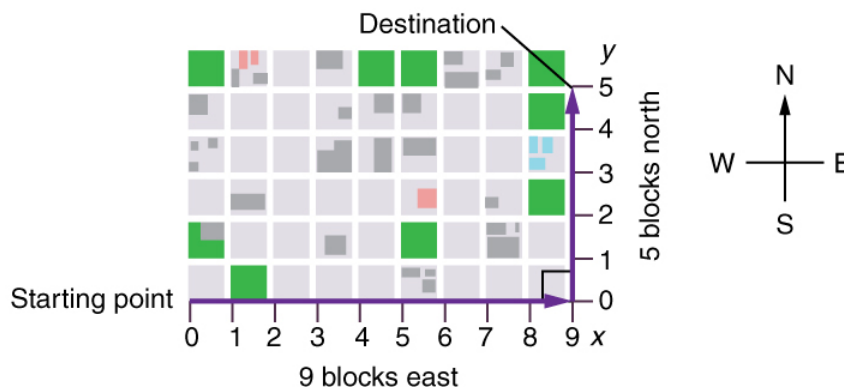 Destination
y
5
4
3
2
1
0
5 blocks north
N
W E
S
Starting point
0 1 2 3 4 5 6 7 8 9 x
9 blocks east